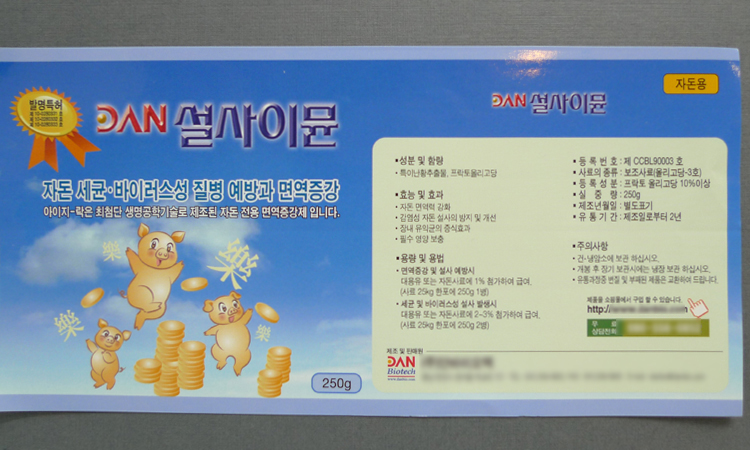 발명특허
DAN 설사이뮨
자돈 세균·바이러스성 질병 예방과 면역증강
아이지-락은 최첨단 생명공학기술로 제조된 자돈 전용 면역증강제 입니다.
樂
樂
樂
250g
자돈용
DAN 설사이뮨
•성분 및 함량
• 특이난황추출물, 프락토올리고당
•효능 및 효과
• 자돈 면역력 강화
• 감염성 자돈 설사의 방지 및 개선
• 장내 유익균의 증식효과
• 필수 영양 보충
•용량 및 용법
• 면역증강 및 설사 예방시
대용유 또는 자돈사료에 1% 첨가하여 급여,
(사료 25kg 한포에 250g 1병)
• 세균 및 바이러스성 설사 발생시
대용유 또는 자돈사료에 2~3% 첨가하여 급여,
(사료 25kg 한포에 250g 2병)
•등 록 번 호 : 제 CCBL90003 호
•사료의 종류 : 보조사료(올리고당-3호)
•등 록 성 분 : 프락토 올리고당 10%이상
•실 중 량 : 250g
•제조년월일 : 별도표기
•유 통 기 간 : 제조일로부터 2년
•주의사항
• 건·냉암소에 보관 하십시오.
• 개봉 후 장기 보관시에는 냉장 보관 하십시오.
• 유통과정중 변질 및 부패된 제품은 교환하여 드립니다.
제품을 쇼핑몰에서 구입 할 수 있습니다.
http://
무 료
상담전화
제조 및 판매원
DAN
Biotech